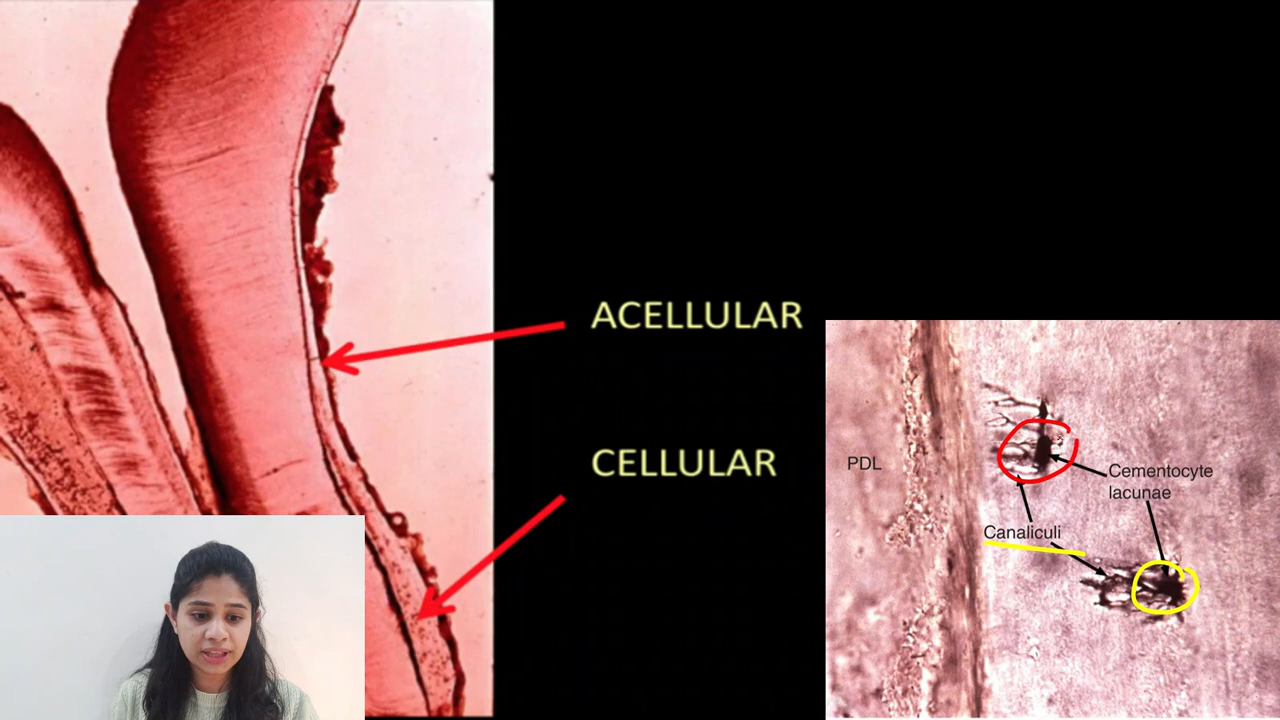 ACELLULAR
CELLULAR
PDL
Cementocyte
lacunae
Canaliculi